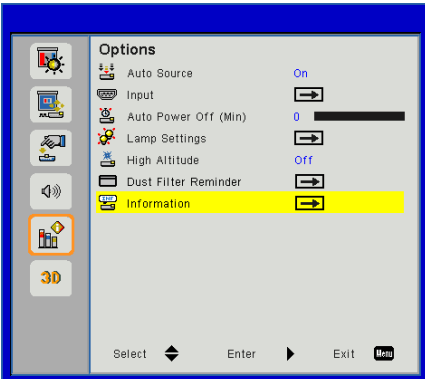 Options
Auto Source On
Input
Auto Power Off (Min) 0
Lamp Settings
High Altitude Off
Dust Filter Reminder
Information
3D
Select Enter Exit Menu